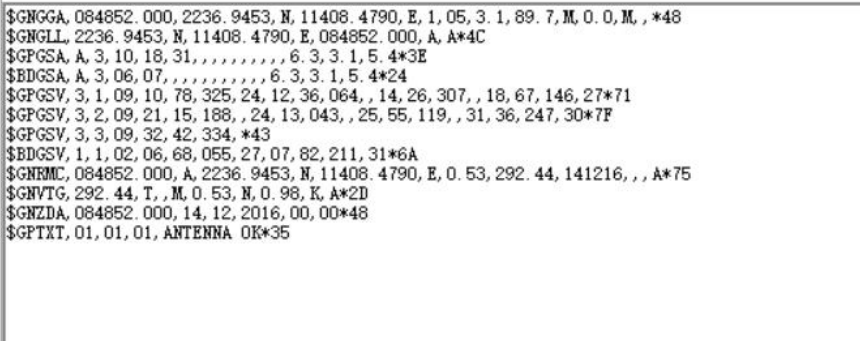 $GNGGA,084852.000,2236.9453,N,11408.4790,E,1,05,3.1,89.7,M,0.0,M,,*48
$GNGLL,2236.9453,N,11408.4790,E,084852.000,A,A*4C
$GPGSA,A,3,10,18,31,,,,,,,,,,6.3,3.1,5.4*3E
$BDGSA,A,3,06,07,,,,,,,,,,,6.3,3.1,5.4*24
$GPGSV,3,1,09,10,78,325,24,12,36,064,,14,26,307,,18,67,146,27*71
$GPGSV,3,2,09,21,15,188,,24,13,043,,25,55,119,,31,36,247,30*7F
$GPGSV,3,3,09,32,42,334,*43
$BDGSV,1,1,02,06,68,055,27,07,82,211,31*6A
$GNRMC,084852.000,A,2236.9453,N,11408.4790,E,0.53,292.44,141216,,,A*75
$GNVTG,292.44,T,,M,0.53,N,0.98,K,A*2D
$GNZDA,084852.000,14,12,2016,00,00*48
$GPTXT,01,01,01,ANTENNA OK*35